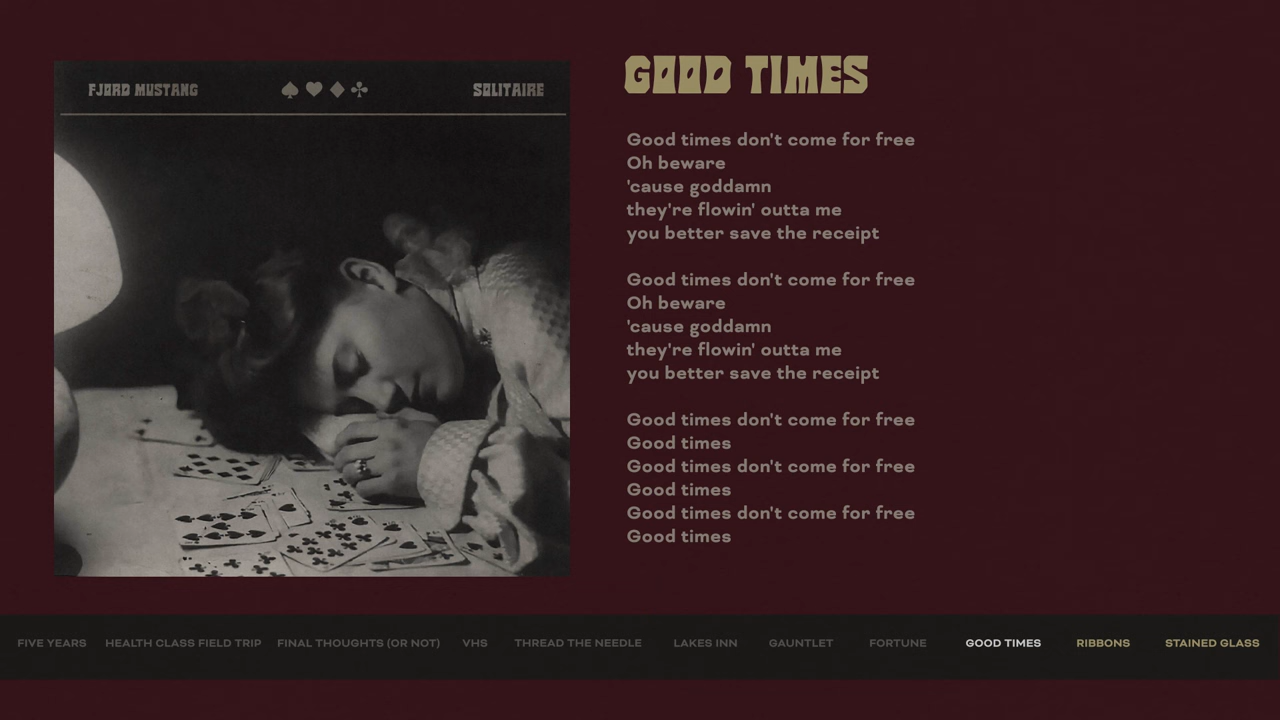 FJORD MUSTANG
SOLITAIRE
GOOD TIMES
Good times don't come for free
Oh beware
'cause goddamn
they're flowin' outta me
you better save the receipt
Good times don't come for free
Oh beware
'cause goddamn
they're flowin' outta me
you better save the receipt
Good times don't come for free
Good times
Good times don't come for free
Good times
Good times don't come for free
Good times
FIVE YEARS
HEALTH CLASS FIELD TRIP
FINAL THOUGHTS (OR NOT)
VHS
THREAD THE NEEDLE
LAKES INN
GAUNTLET
FORTUNE
GOOD TIMES
RIBBONS
STAINED GLASS